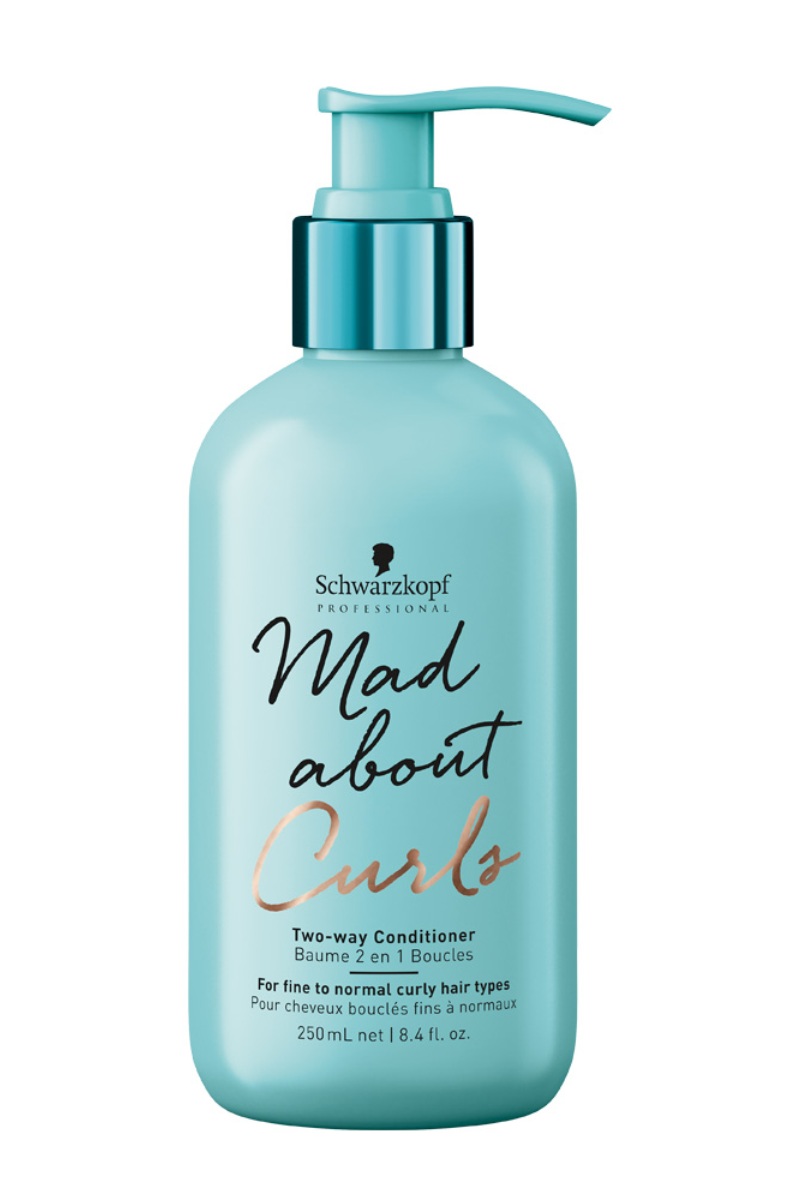 Schwarzkopf
PROFESSIONAL
Mad
about
Curls
Two-way Conditioner
Baume 2 en 1 Boucles
For fine to normal curly hair types
Pour cheveux bouclés fins à normaux
250mL net | 8.4 fl. oz.